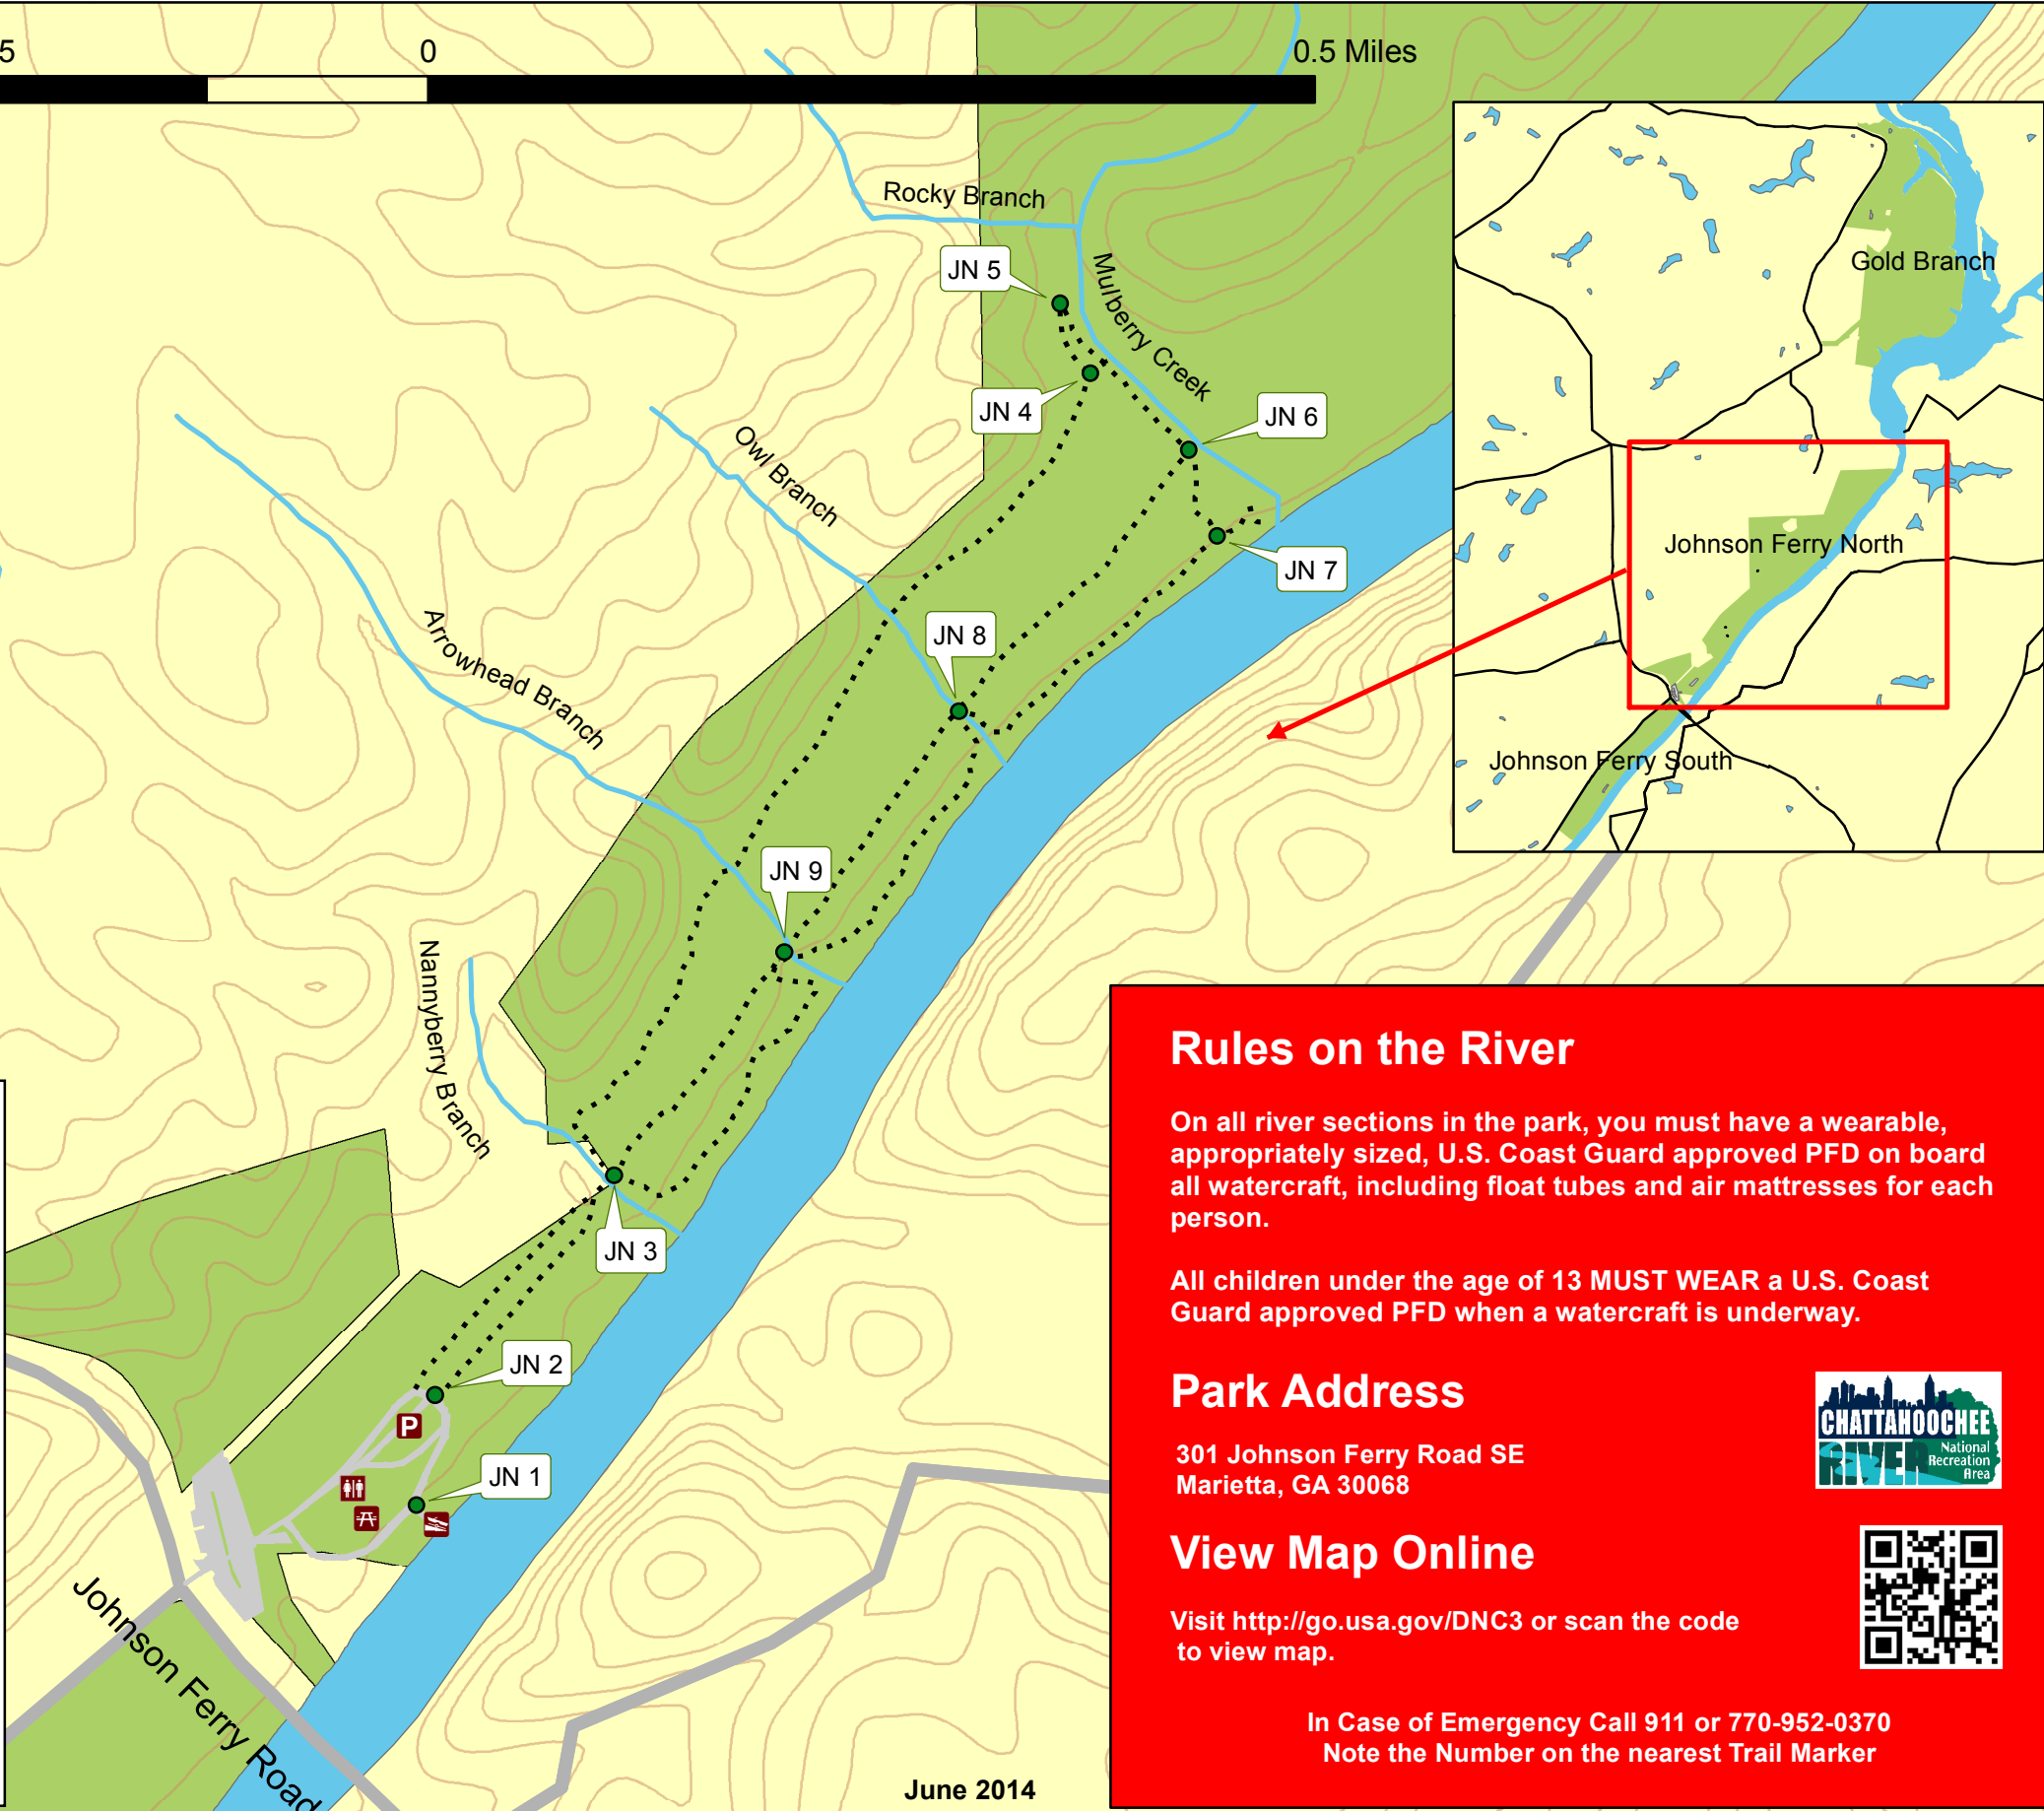 5
0
0.5 Miles
Rocky Branch
JN 5
Mulberry Creek
JN 4
JN 6
Owl Branch
JN 7
JN 8
Arrowhead Branch
JN 9
Nannyberry Branch
JN 3
JN 2
P
JN 1
Johnson Ferry Road
June 2014
Gold Branch
Johnson Ferry North
Johnson Ferry South
Rules on the River
On all river sections in the park, you must have a wearable,
appropriately sized, U.S. Coast Guard approved PFD on board
all watercraft, including float tubes and air mattresses for each
person.
All children under the age of 13 MUST WEAR a U.S. Coast
Guard approved PFD when a watercraft is underway.
Park Address
301 Johnson Ferry Road SE
Marietta, GA 30068
CHATTAHOOCHEE
RIVER
National
Recreation
Area
View Map Online
Visit http://go.usa.gov/DNC3 or scan the code
to view map.
In Case of Emergency Call 911 or 770-952-0370
Note the Number on the nearest Trail Marker